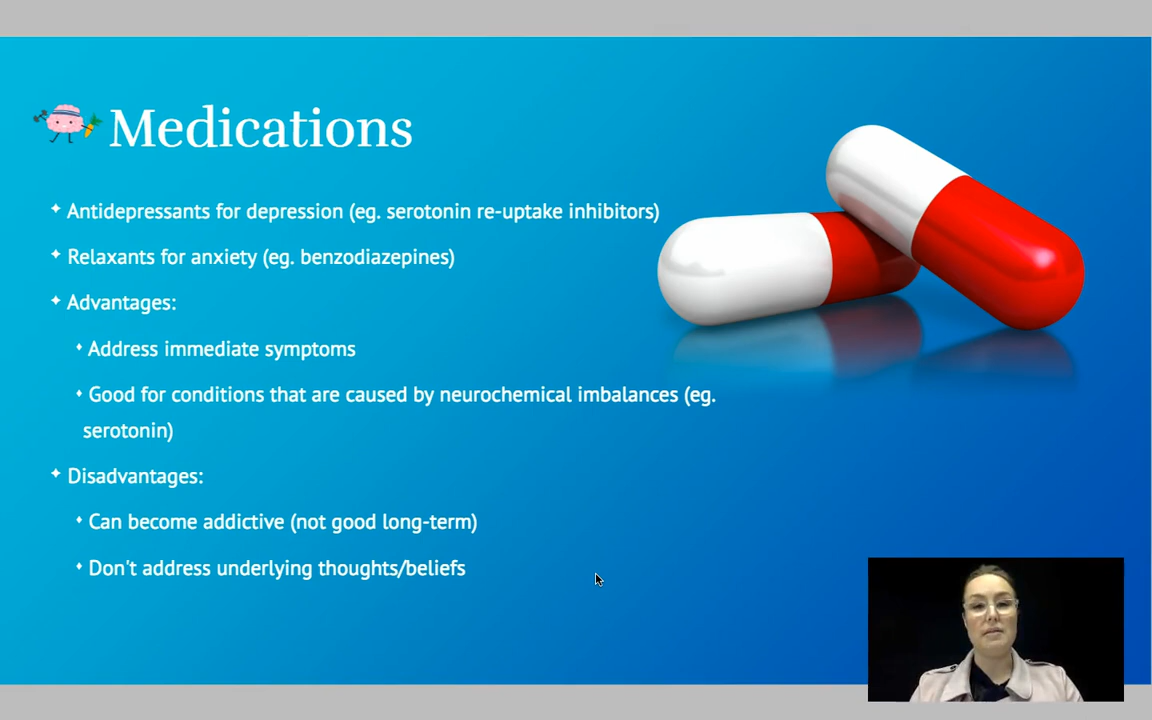 Medications
Antidepressants for depression (eg. serotonin re-uptake inhibitors)
Relaxants for anxiety (eg. benzodiazepines)
Advantages:
Address immediate symptoms
Good for conditions that are caused by neurochemical imbalances (eg.
serotonin)
Disadvantages:
Can become addictive (not good long-term)
Don't address underlying thoughts/beliefs